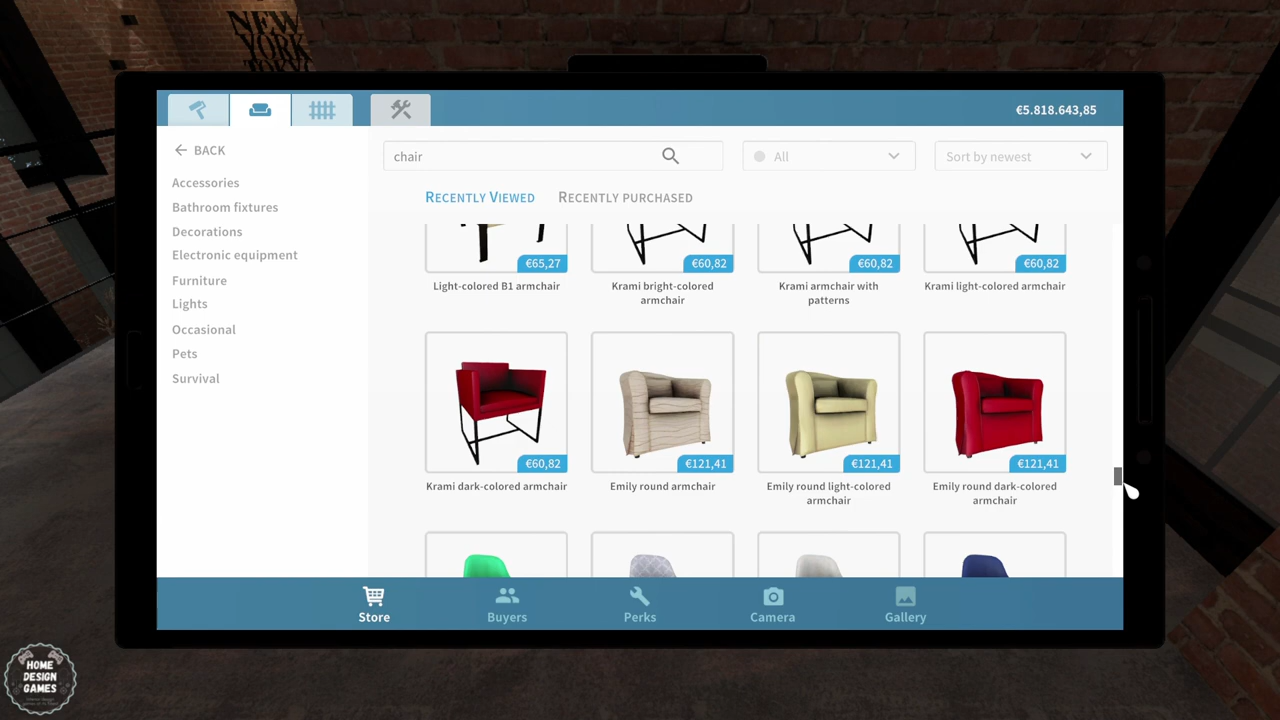 NEW
YORK
€5.818.643,85
BACK
chair
All
Sort by newest
Accessories
Bathroom fixtures
Decorations
Electronic equipment
Furniture
Lights
Occasional
Pets
Survival
RECENTLY VIEWED
RECENTLY PURCHASED
€65,27
€60,82
€60,82
€60,82
Light-colored B1 armchair
Krami bright-colored
armchair
Krami armchair with
patterns
Krami light-colored armchair
€60,82
€121,41
€121,41
€121,41
Krami dark-colored armchair
Emily round armchair
Emily round light-colored
armchair
Emily round dark-colored
armchair
Store
Buyers
Perks
Camera
Gallery
HOME
DESIGN
GAMES